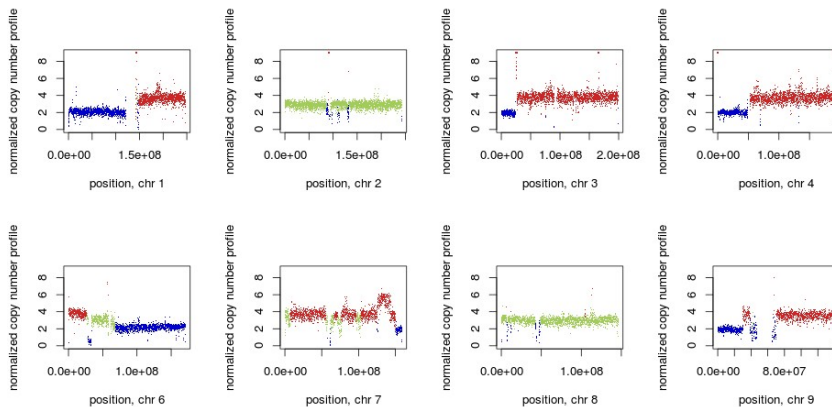 normalized copy number profile
8
6
4
2
0
0.0e+00 1.5e+08
position, chr 1
normalized copy number profile
8
6
4
2
0
0.0e+00 1.5e+08
position, chr 2
normalized copy number profile
8
6
4
2
0
0.0e+00 1.0e+08 2.0e+08
position, chr 3
normalized copy number profile
8
6
4
2
0
0.0e+00 1.0e+08
position, chr 4
normalized copy number profile
8
6
4
2
0
0.0e+00 1.0e+08
position, chr 6
normalized copy number profile
8
6
4
2
0
0.0e+00 1.0e+08
position, chr 7
normalized copy number profile
8
6
4
2
0
0.0e+00 1.0e+08
position, chr 8
normalized copy number profile
8
6
4
2
0
0.0e+00 8.0e+07
position, chr 9